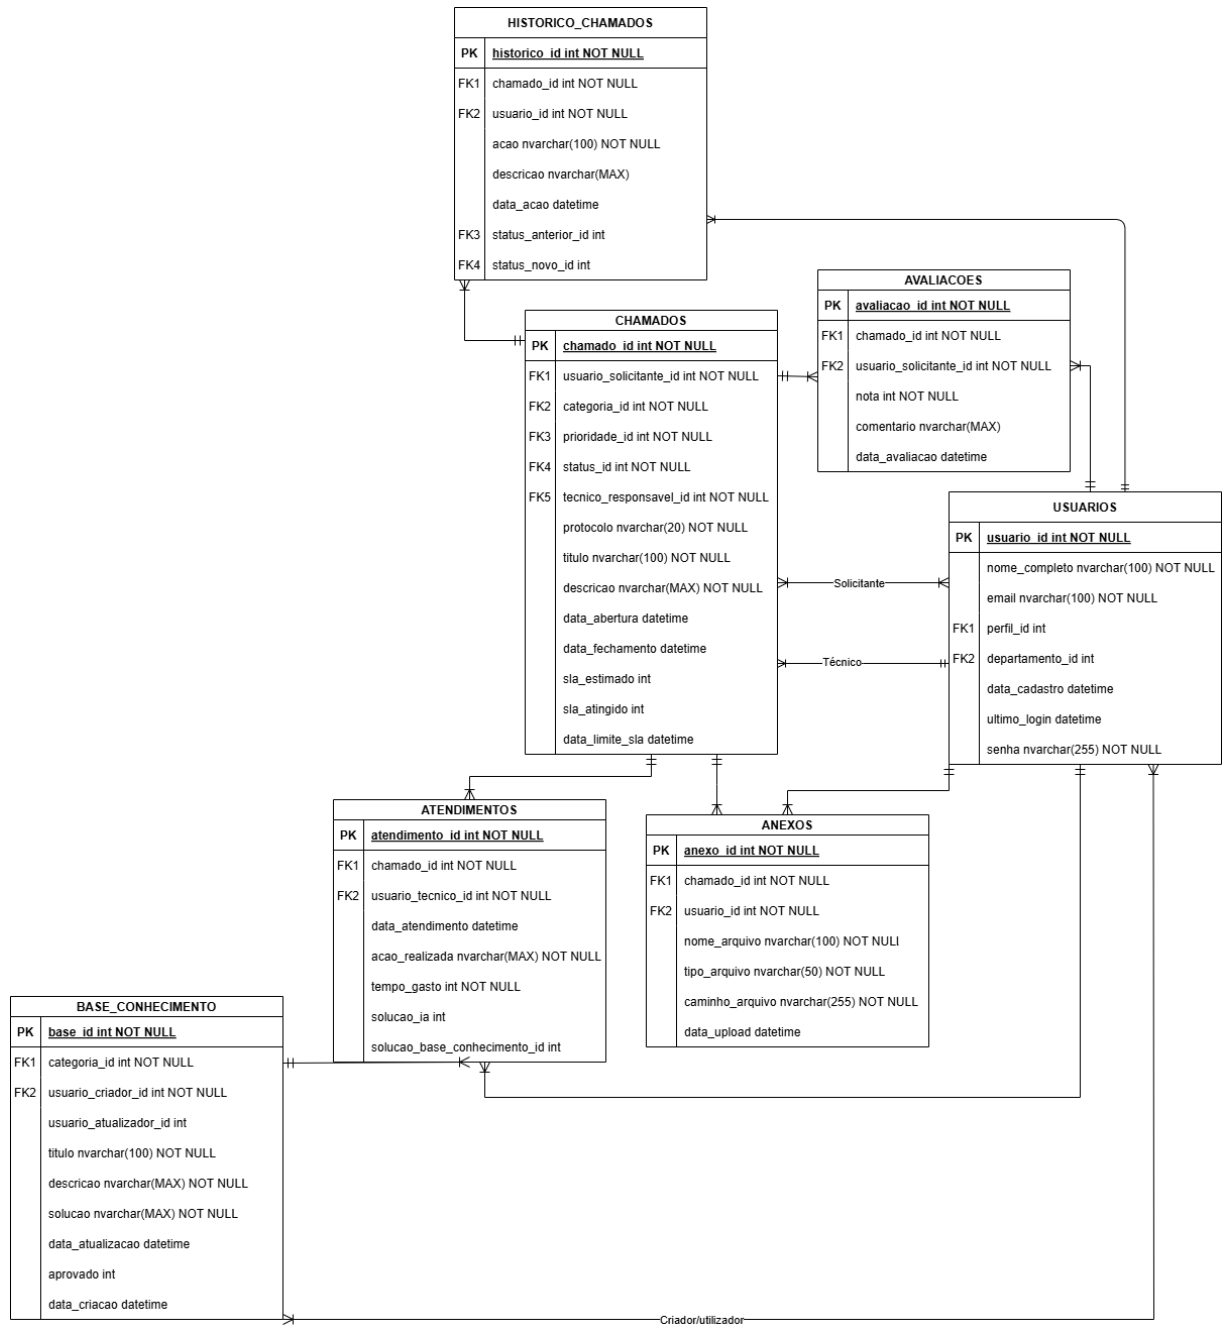 HISTORICO_CHAMADOS
PK historico_id int NOT NULL
FK1 chamado_id int NOT NULL
FK2 usuario_id int NOT NULL
acao nvarchar(100) NOT NULL
descricao nvarchar(MAX)
data_acao datetime
FK3 status_anterior_id int
FK4 status_novo_id int
AVALIACOES
PK avaliacao_id int NOT NULL
FK1 chamado_id int NOT NULL
FK2 usuario_solicitante_id int NOT NULL
nota int NOT NULL
comentario nvarchar(MAX)
data_avaliacao datetime
CHAMADOS
PK chamado_id int NOT NULL
FK1 usuario_solicitante_id int NOT NULL
FK2 categoria_id int NOT NULL
FK3 prioridade_id int NOT NULL
FK4 status_id int NOT NULL
FK5 tecnico_responsavel_id int NOT NULL
protocolo nvarchar(20) NOT NULL
titulo nvarchar(100) NOT NULL
descricao nvarchar(MAX) NOT NULL
data_abertura datetime
data_fechamento datetime
sla_estimado int
sla_atingido int
data_limite_sla datetime
Solicitante
Técnico
USUARIOS
PK usuario_id int NOT NULL
nome_completo nvarchar(100) NOT NULL
email nvarchar(100) NOT NULL
FK1 perfil_id int
FK2 departamento_id int
data_cadastro datetime
ultimo_login datetime
senha nvarchar(255) NOT NULL
ATENDIMENTOS
PK atendimento_id int NOT NULL
FK1 chamado_id int NOT NULL
FK2 usuario_tecnico_id int NOT NULL
data_atendimento datetime
acao_realizada nvarchar(MAX) NOT NULL
tempo_gasto int NOT NULL
solucao_ia int
solucao_base_conhecimento_id int
ANEXOS
PK anexo_id int NOT NULL
FK1 chamado_id int NOT NULL
FK2 usuario_id int NOT NULL
nome_arquivo nvarchar(100) NOT NULl
tipo_arquivo nvarchar(50) NOT NULL
caminho_arquivo nvarchar(255) NOT NULL
data_upload datetime
BASE_CONHECIMENTO
PK base_id int NOT NULL
FK1 categoria_id int NOT NULL
FK2 usuario_criador_id int NOT NULL
usuario_atualizador_id int
titulo nvarchar(100) NOT NULL
descricao nvarchar(MAX) NOT NULL
solucao nvarchar(MAX) NOT NULL
data_atualizacao datetime
aprovado int
data_criacao datetime
Criador/utilizador